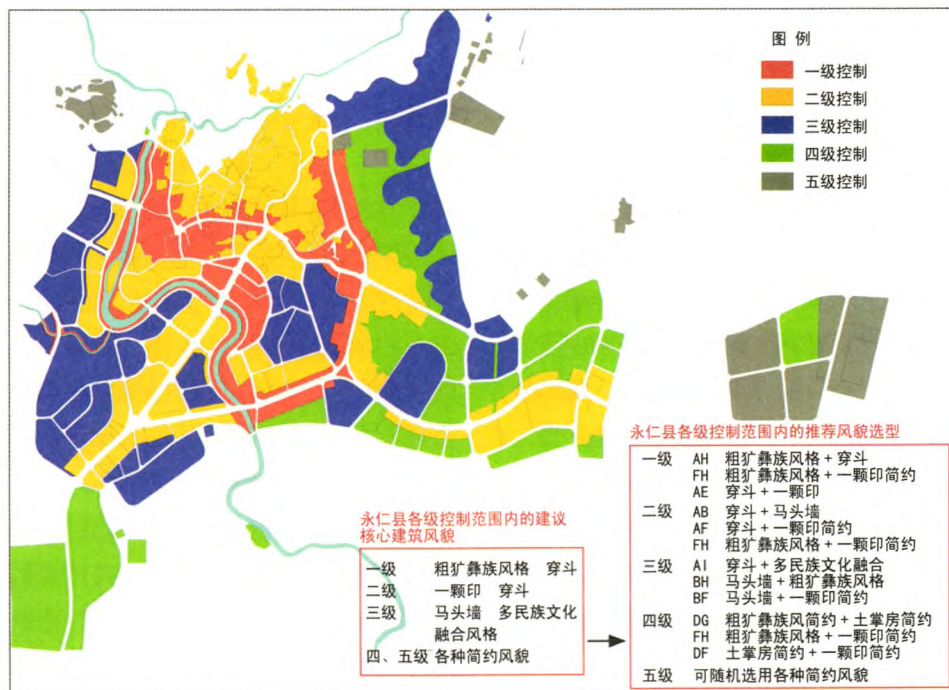 图 例
一级控制
二级控制
三级控制
四级控制
五级控制
永仁县各级控制范围内的建议
核心建筑风貌
一级 粗犷彝族风格 穿斗
二级 一颗印 穿斗
三级 马头墙 多民族文化
融合风格
四、五级 各种简约风貌
永仁县各级控制范围内的推荐风貌选型
一级 AH 粗犷彝族风格+穿斗
FH 粗犷彝族风格+一颗印简约
AE 穿斗+一颗印
二级 AB 穿斗+马头墙
AF 穿斗+一颗印简约
FH 粗犷彝族风格+一颗印简约
三级 AI 穿斗+多民族文化融合
BH 马头墙+粗犷彝族风格
BF 马头墙+一颗印简约
四级 DG 粗犷彝族风简约+土掌房简约
FH 粗犷彝族风格+一颗印简约
DF 土掌房简约+一颗印简约
五级 可随机选用各种简约风貌